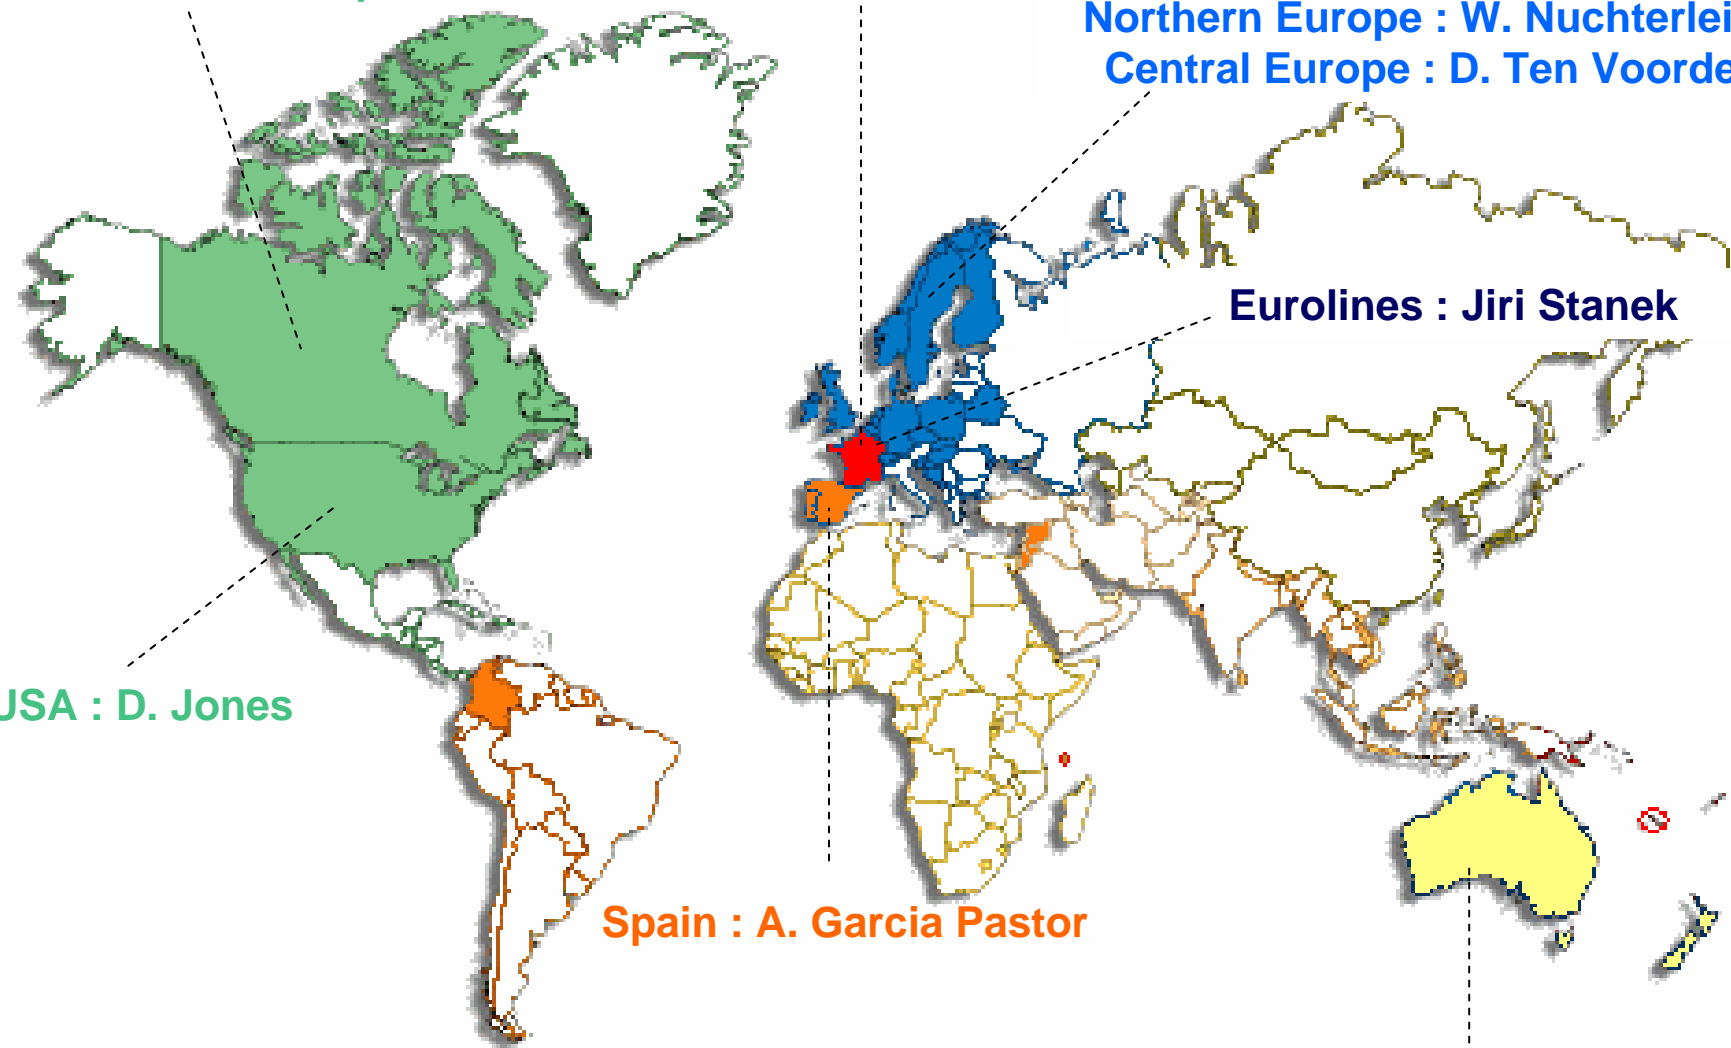 Northern Europe : W. Nuchterlei
Central Europe : D. Ten Voorde
Eurolines : Jiri Stanek
USA : D. Jones
Spain : A. Garcia Pastor